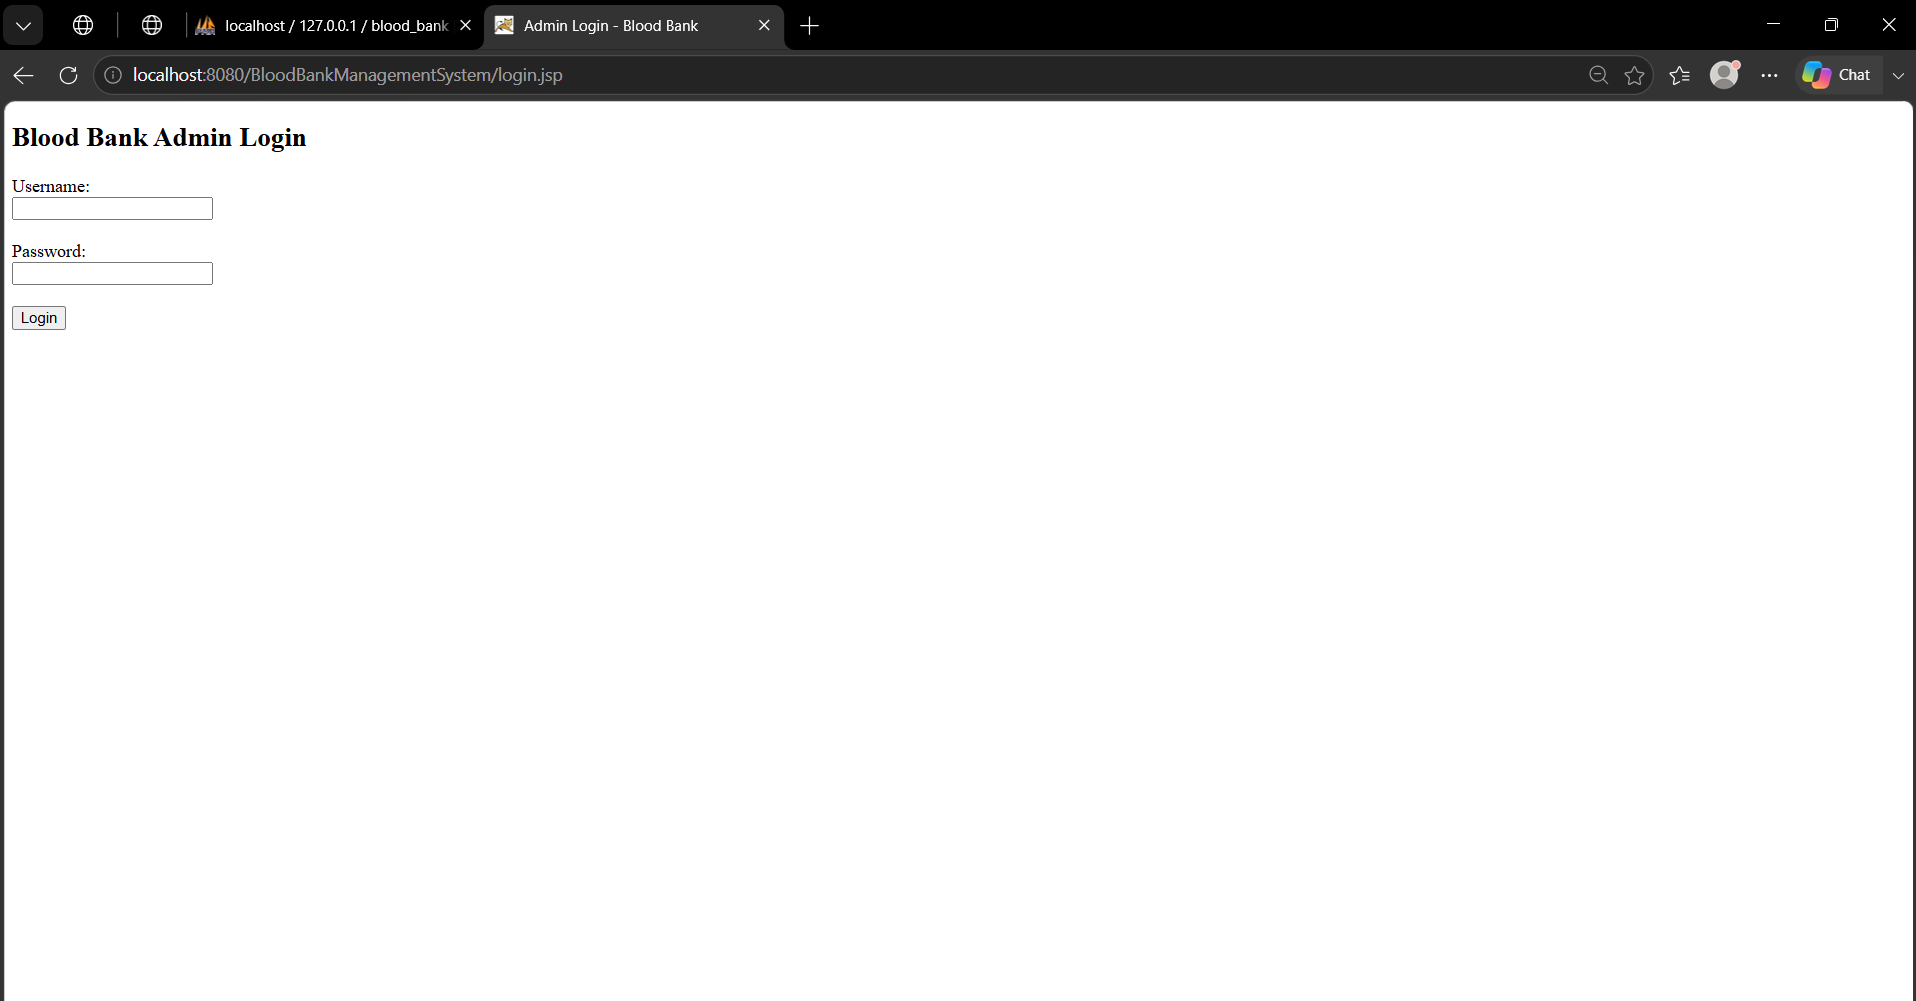 localhost / 127.0.0.1 / blood_bank
Admin Login - Blood Bank
localhost:8080/BloodBankManagementSystem/login.jsp
Chat
Blood Bank Admin Login
Username:
Password:
Login